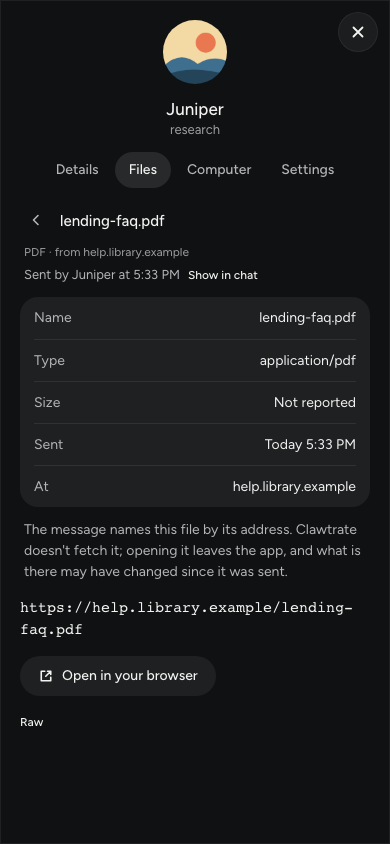 Juniper
research
Details Files Computer Settings
lending-faq.pdf
PDF · from help.library.example
Sent by Juniper at 5:33 PM Show in chat
Name lending-faq.pdf
Type application/pdf
Size Not reported
Sent Today 5:33 PM
At help.library.example
The message names this file by its address. Clawtrate
doesn't fetch it; opening it leaves the app, and what is
there may have changed since it was sent.
https://help.library.example/lending-
faq.pdf
Open in your browser
Raw